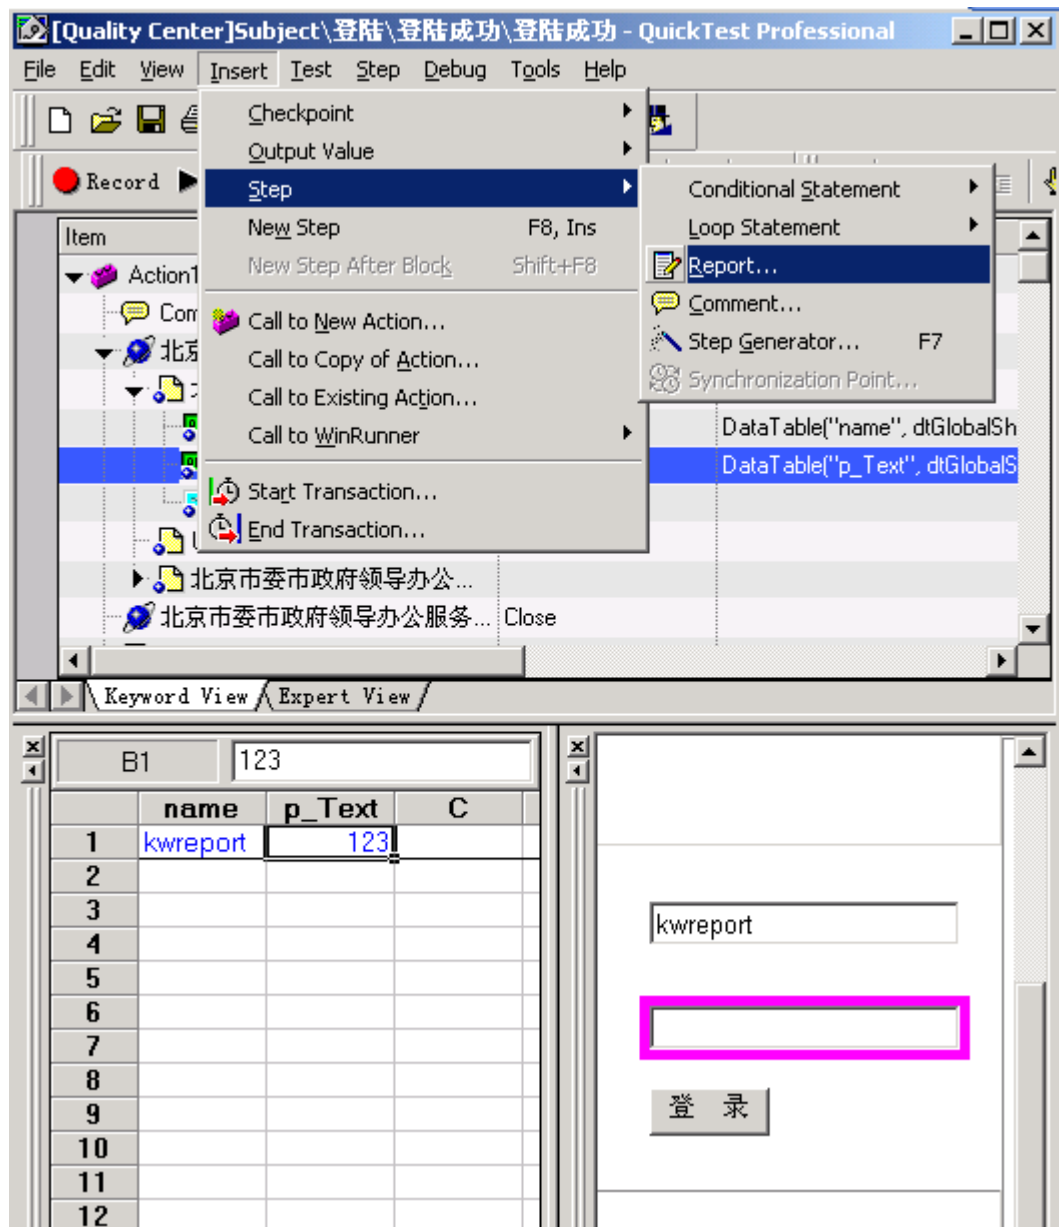 [Quality Center]Subject\登陆\登陆成功\登陆成功 - QuickTest Professional
File Edit View Insert Test Step Debug Tools Help
Record
Checkpoint
Output Value
Step
New Step F8, Ins
New Step After Block Shift+F8
Call to New Action...
Call to Copy of Action...
Call to Existing Action...
Call to WinRunner
Start Transaction...
End Transaction...
Conditional Statement
Loop Statement
Report...
Comment...
Step Generator... F7
Synchronization Point...
Item
Action1
Com
北京
DataTable("name", dtGlobalSh
DataTable("p_Text", dtGlobalS
北京市委市政府领导办公...
北京市委市政府领导办公服务... Close
Keyword View Expert View
B1 123
name p_Text C
1 kwreport 123
2
3
4
5
6
7
8
9
10
11
12
kwreport
登 录